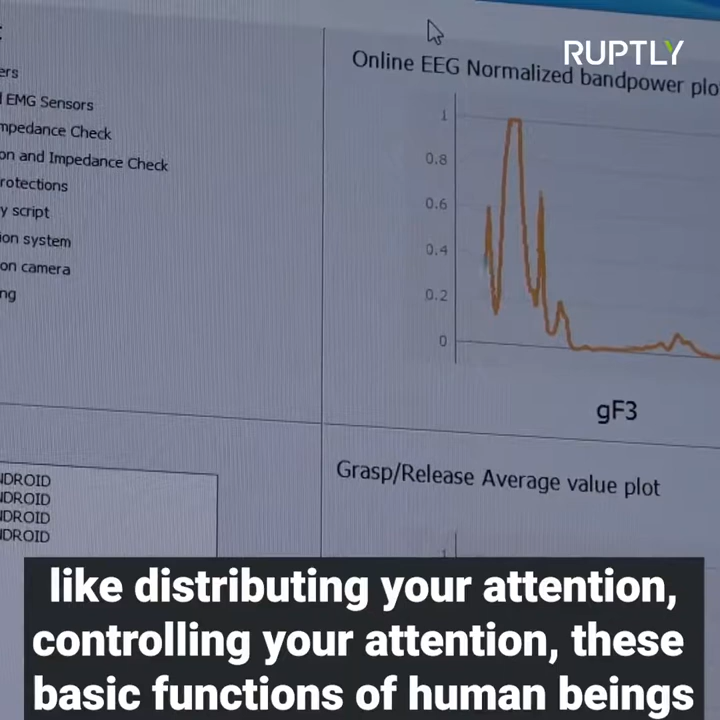 RUPTLY
ers
EMG Sensors
mpedance Check
on and Impedance Check
rotections
y script
ion system
on camera
ng
Online EEG Normalized bandpower plo
1
0.8
0.6
0.4
0.2
0
gF3
NDROID
NDROID
NDROID
NDROID
Grasp/Release Average value plot
1
like distributing your attention,
controlling your attention, these
basic functions of human beings